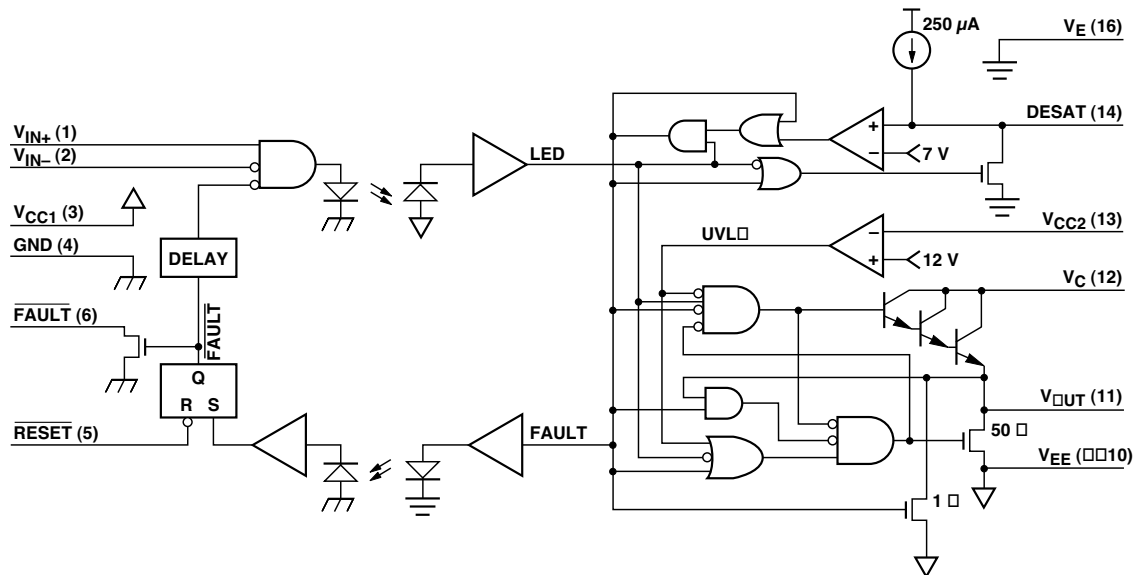 250 µA
VE (16)
DESAT (14)
7 V
VIN+ (1)
VIN– (2)
LED
VCC1 (3)
GND (4)
DELAY
UVL□
VCC2 (13)
12 V
VC (12)
FAULT (6)
FAULT
Q
R S
RESET (5)
FAULT
V□UT (11)
50 □
VEE (□□10)
1 □